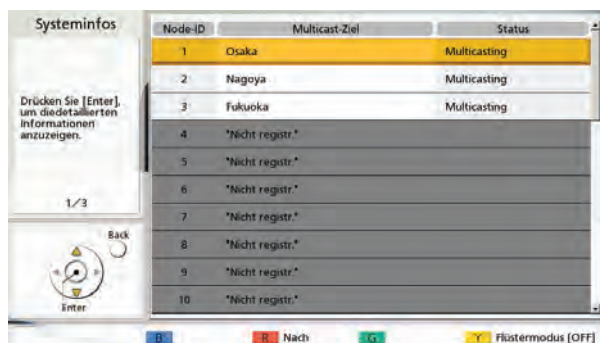 Systeminfos
Drücken Sie [Enter],
um diedetaillierten
Informationen
anzuzeigen.
1/3
Back
Enter
Node-ID Multicast-Ziel Status
1 Osaka Multicasting
2 Nagoya Multicasting
3 Fukuoka Multicasting
4 "Nicht registr."
5 "Nicht registr."
6 "Nicht registr."
7 "Nicht registr."
8 "Nicht registr."
9 "Nicht registr."
10 "Nicht registr."
B R Nach G Y Flüstermodus [OFF]